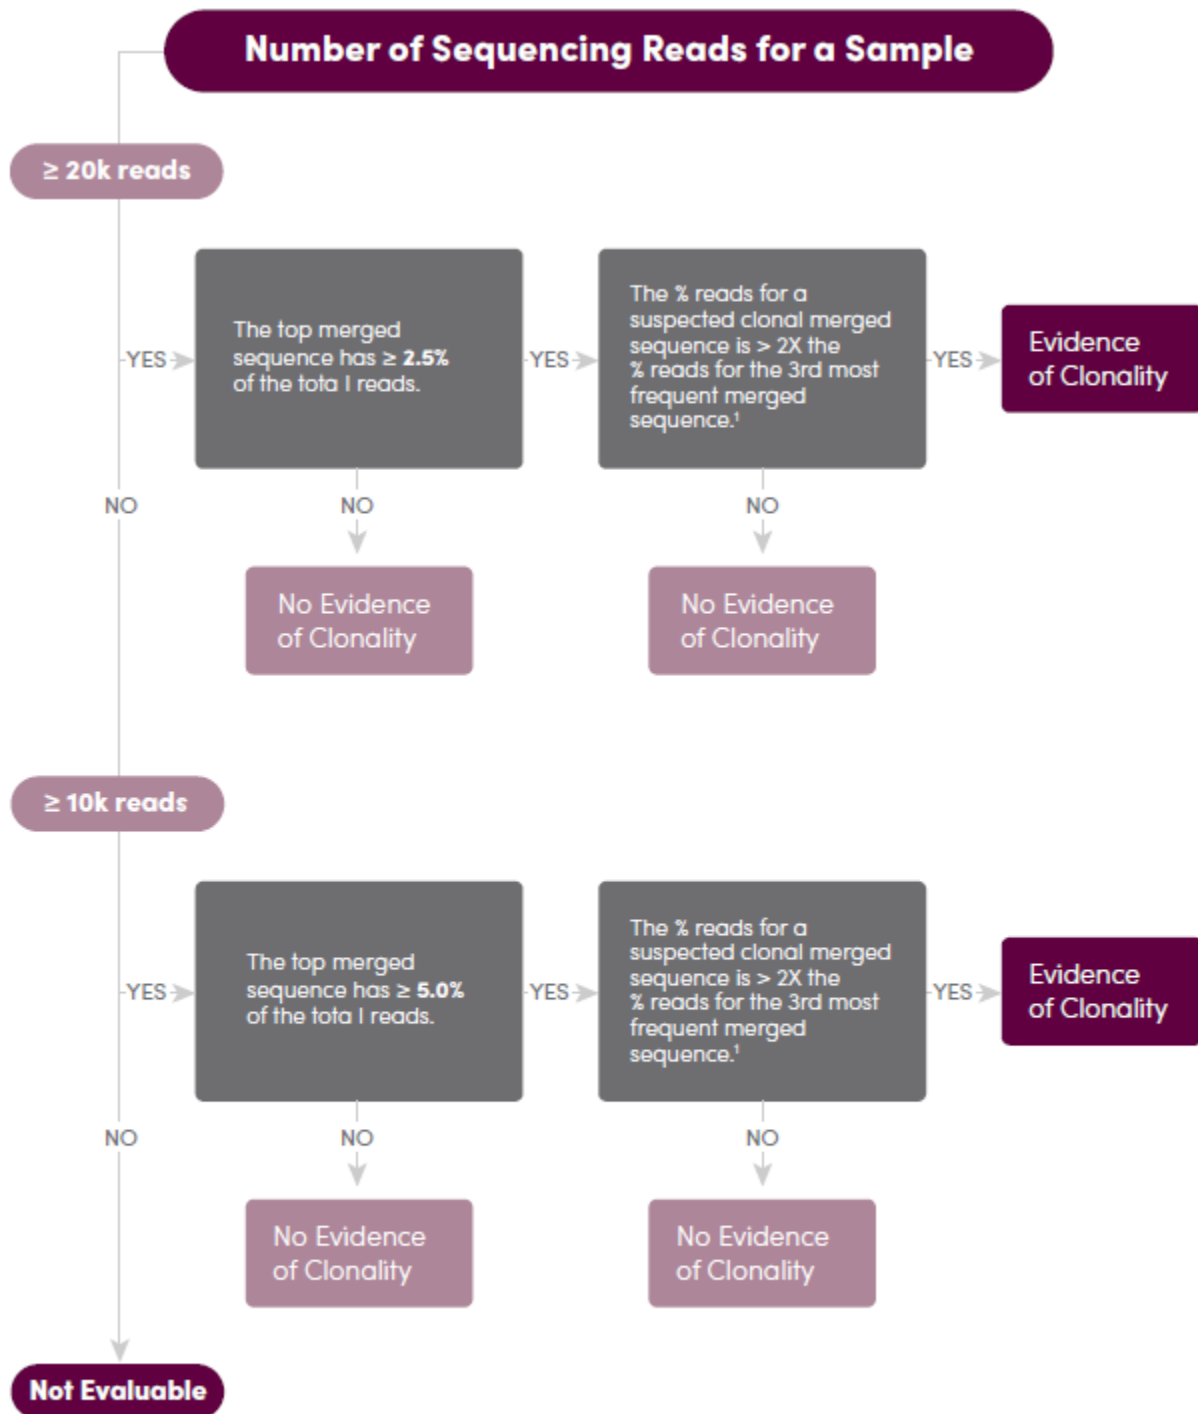 Number of Sequencing Reads for a Sample
≥ 20k reads
YES
The top merged
sequence has ≥ 2.5%
of the tota l reads.
YES
The % reads for a
suspected clonal merged
sequence is > 2X the
% reads for the 3rd most
frequent merged
sequence.¹
YES
Evidence
of Clonality
NO
NO
NO
No Evidence
of Clonality
No Evidence
of Clonality
≥ 10k reads
YES
The top merged
sequence has ≥ 5.0%
of the tota l reads.
YES
The % reads for a
suspected clonal merged
sequence is > 2X the
% reads for the 3rd most
frequent merged
sequence.¹
YES
Evidence
of Clonality
NO
NO
NO
No Evidence
of Clonality
No Evidence
of Clonality
Not Evaluable